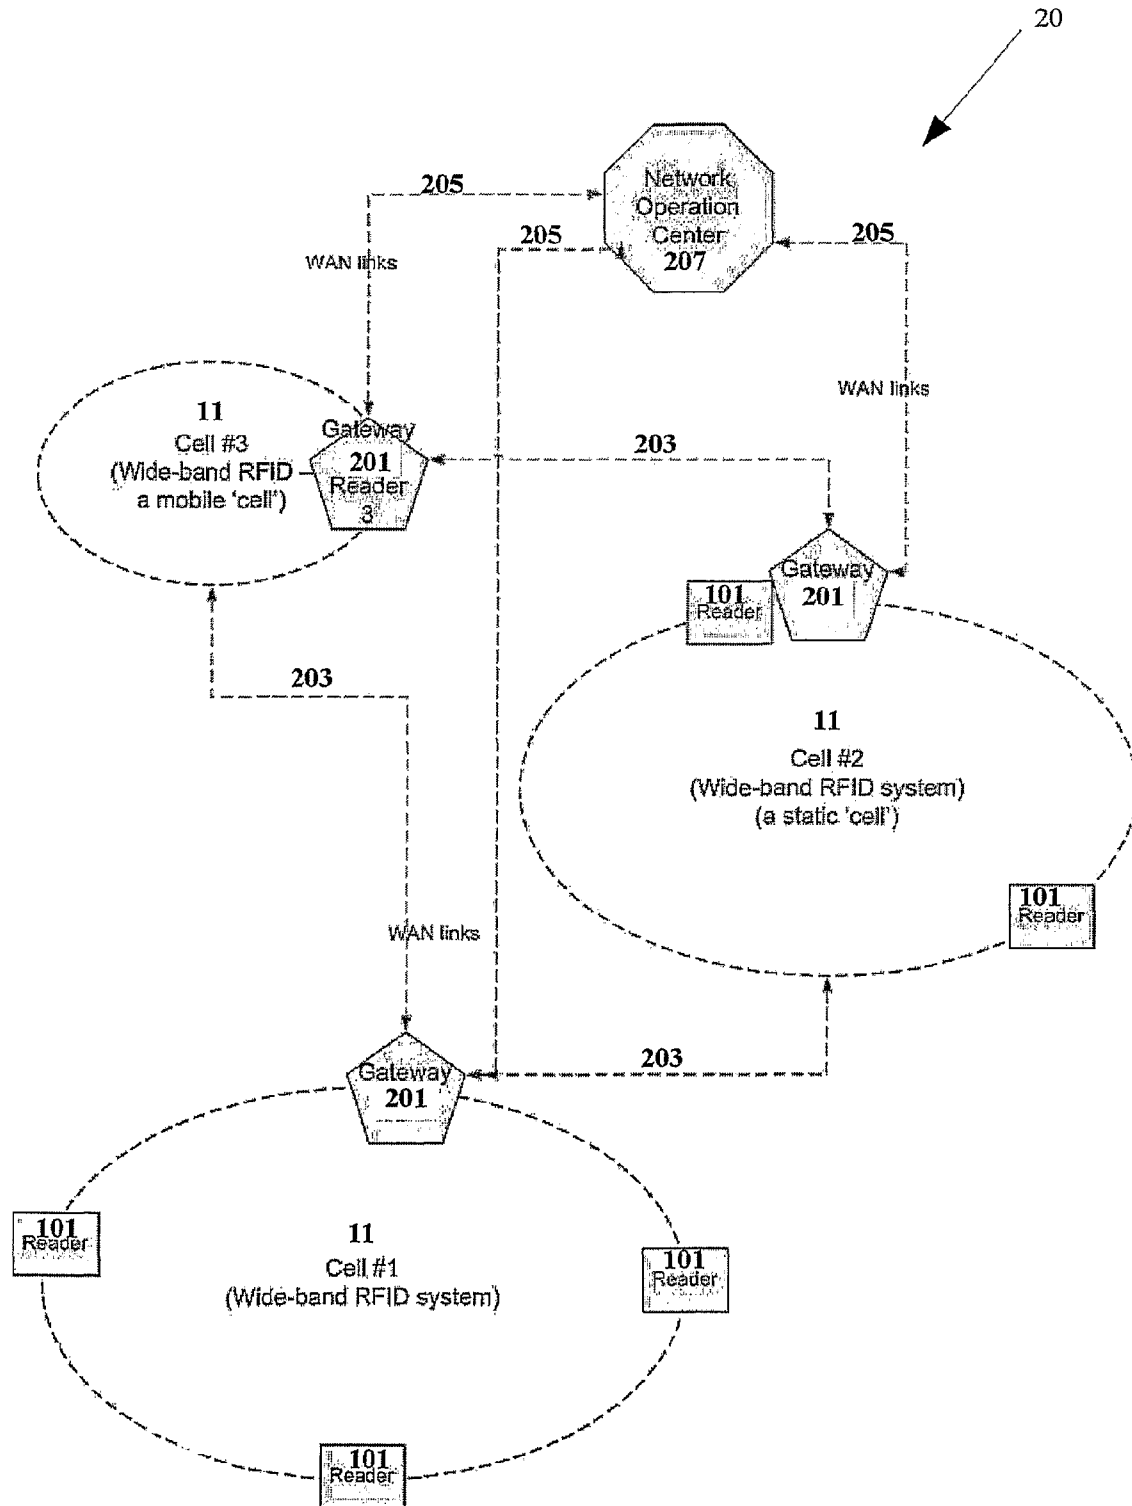 20
Network
Operation
Center
207
205
205
205
WAN links
WAN links
11
Cell #3
(Wide-band RFID
a mobile 'cell')
Gateway
201
Reader
3
203
Gateway
201
101
Reader
203
11
Cell #2
(Wide-band RFID system)
(a static 'cell')
101
Reader
WAN links
203
Gateway
201
101
Reader
11
Cell #1
(Wide-band RFID system)
101
Reader
101
Reader